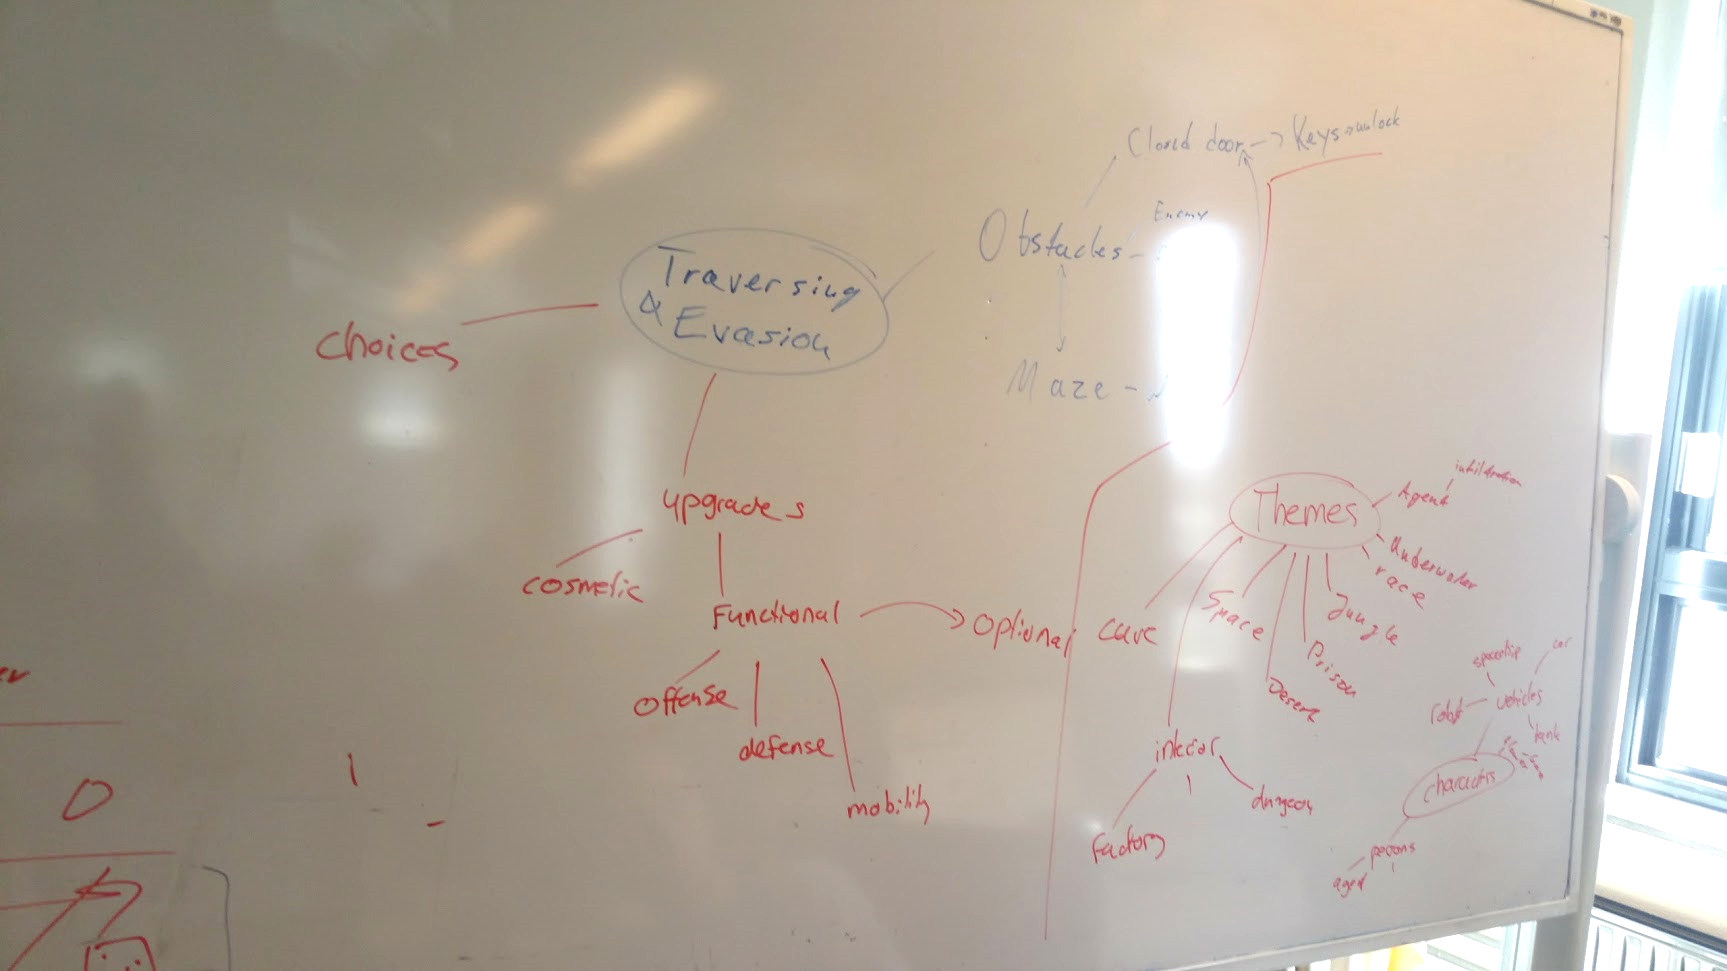 Closed door -> Keys -> unlock
Enemy
Obstacles -
Traversing
& Evasion
choices
Maze -
upgrades
cosmetic
Functional
optional
offense
defense
mobility
Themes
Agent
infiltration
Underwater
race
Jungle
Prison
Desert
Space
cave
interior
factory
dungeon
vehicles
spaceship
car
robot
tank
characters
persons
agent
0